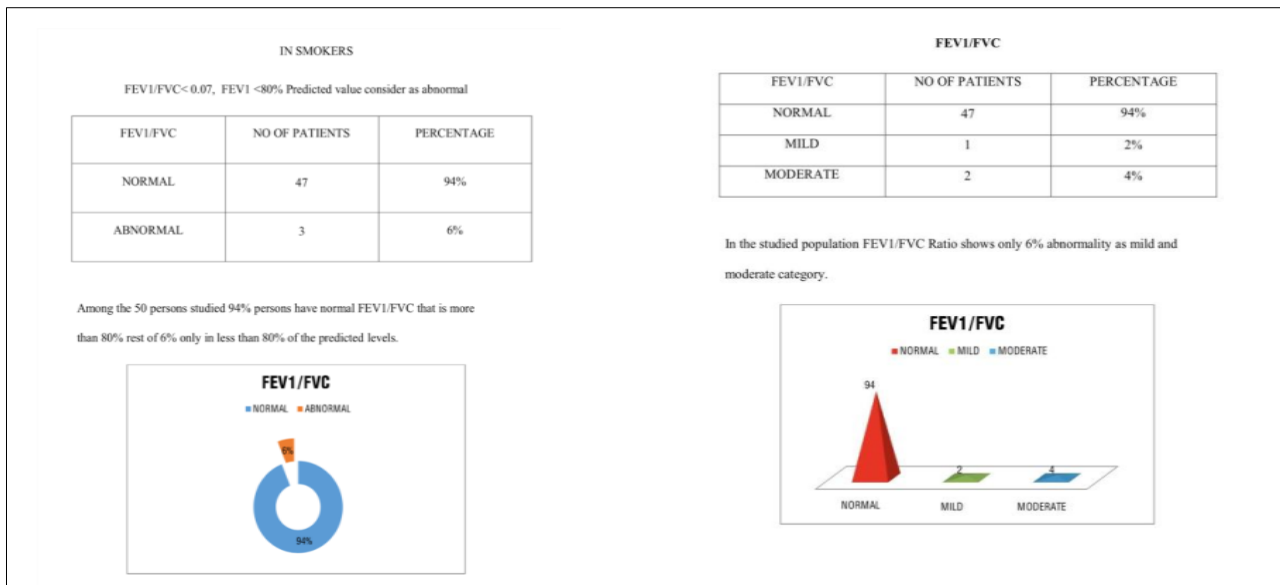 IN SMOKERS
FEV1/FVC< 0.07, FEV1 <80% Predicted value consider as abnormal
FEV1/FVC NO OF PATIENTS PERCENTAGE
NORMAL 47 94%
ABNORMAL 3 6%
Among the 50 persons studied 94% persons have normal FEV1/FVC that is more
than 80% rest of 6% only in less than 80% of the predicted levels.
FEV1/FVC
NORMAL ABNORMAL
6%
94%
FEV1/FVC
FEV1/FVC NO OF PATIENTS PERCENTAGE
NORMAL 47 94%
MILD 1 2%
MODERATE 2 4%
In the studied population FEV1/FVC Ratio shows only 6% abnormality as mild and
moderate category.
FEV1/FVC
NORMAL MILD MODERATE
94
2 4
NORMAL MILD MODERATE